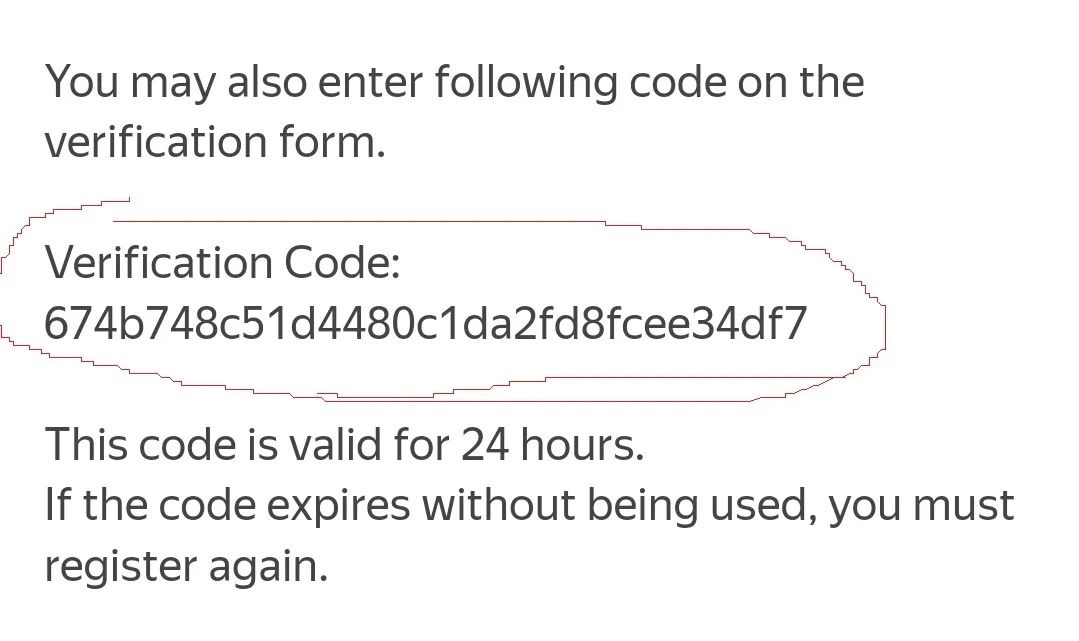 You may also enter following code on the
verification form.
Verification Code:
674b748c51d4480c1da2fd8fcee34df7
This code is valid for 24 hours.
If the code expires without being used, you must
register again.